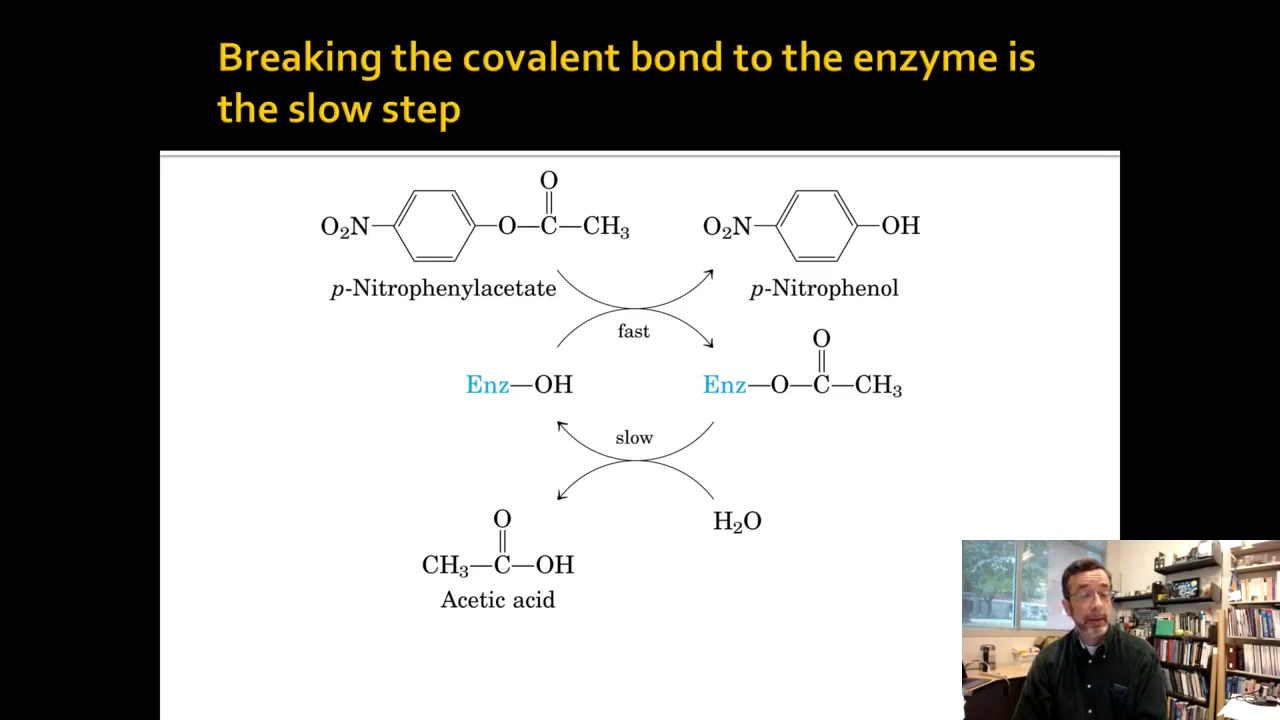 Breaking the covalent bond to the enzyme is
the slow step
O
O₂N O C CH₃
O₂N OH
p-Nitrophenylacetate
p-Nitrophenol
fast
O
Enz—OH
Enz—O—C—CH₃
slow
O
H₂O
CH₃—C—OH
Acetic acid